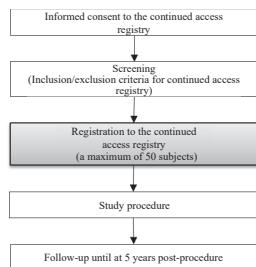 Informed consent to the continued access
registry
Screening
(Inclusion/exclusion criteria for continued access
registry)
Registration to the continued
access registry
(a maximum of 50 subjects)
Study procedure
Follow-up until at 5 years post-procedure